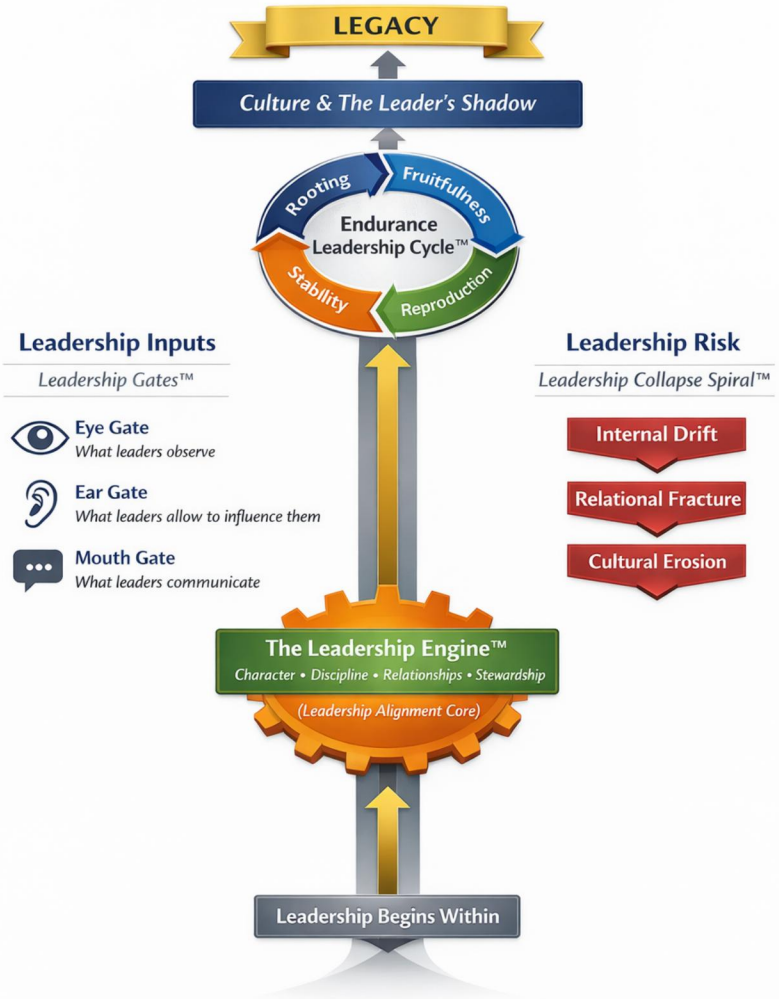 LEGACY
Culture & The Leader's Shadow
Rooting
Fruitfulness
Endurance
Leadership Cycle™
Stability
Reproduction
Leadership Inputs
Leadership Gates™
Eye Gate
What leaders observe
Ear Gate
What leaders allow to influence them
Mouth Gate
What leaders communicate
Leadership Risk
Leadership Collapse Spiral™
Internal Drift
Relational Fracture
Cultural Erosion
The Leadership Engine™
Character • Discipline • Relationships • Stewardship
(Leadership Alignment Core)
Leadership Begins Within